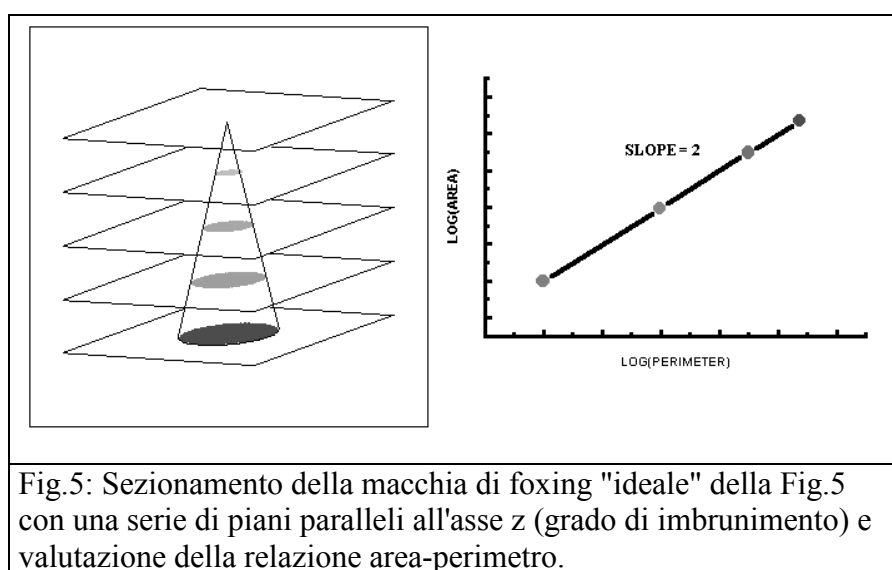 SLOPE = 2
LOG(AREA)
LOG(PERIMETER)
Fig.5: Sezionamento della macchia di foxing "ideale" della Fig.5
con una serie di piani paralleli all'asse z (grado di imbrunimento) e
valutazione della relazione area-perimetro.